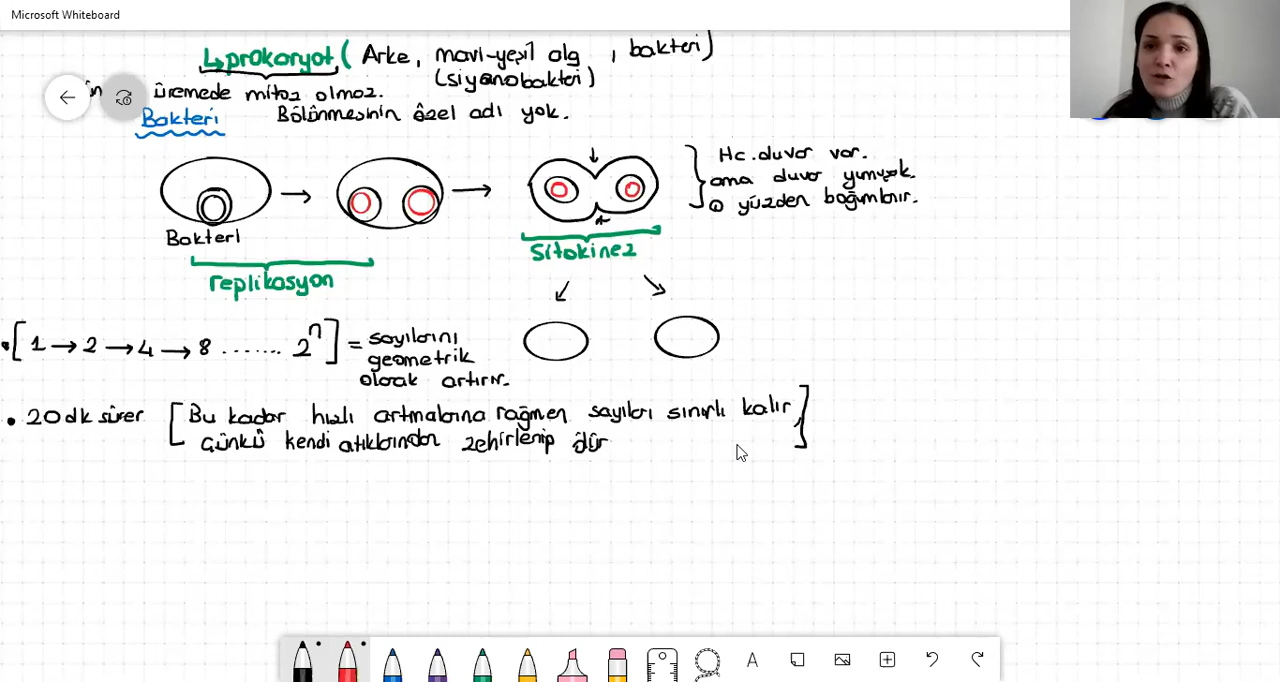 Microsoft Whiteboard
↳prokaryot ( Arke, mavi-yeşil alg , bakteri)
(siyanobakteri)
üremede mitoz olmaz.
Bakteri Bölünmesinin özel adı yok.
Hc. duvar var.
ama duvar yumuşak.
o yüzden boğumlanır.
Bakteri
replikasyon
Sitokinez
[1 → 2 → 4 → 8 ....... 2ⁿ] = sayılarını
geometrik
olarak artırır.
• 20 dk sürer [Bu kadar hızlı artmalarına rağmen sayıları sınırlı kalır,
Çünkü kendi atıklarından zehirlenip ölür]
A